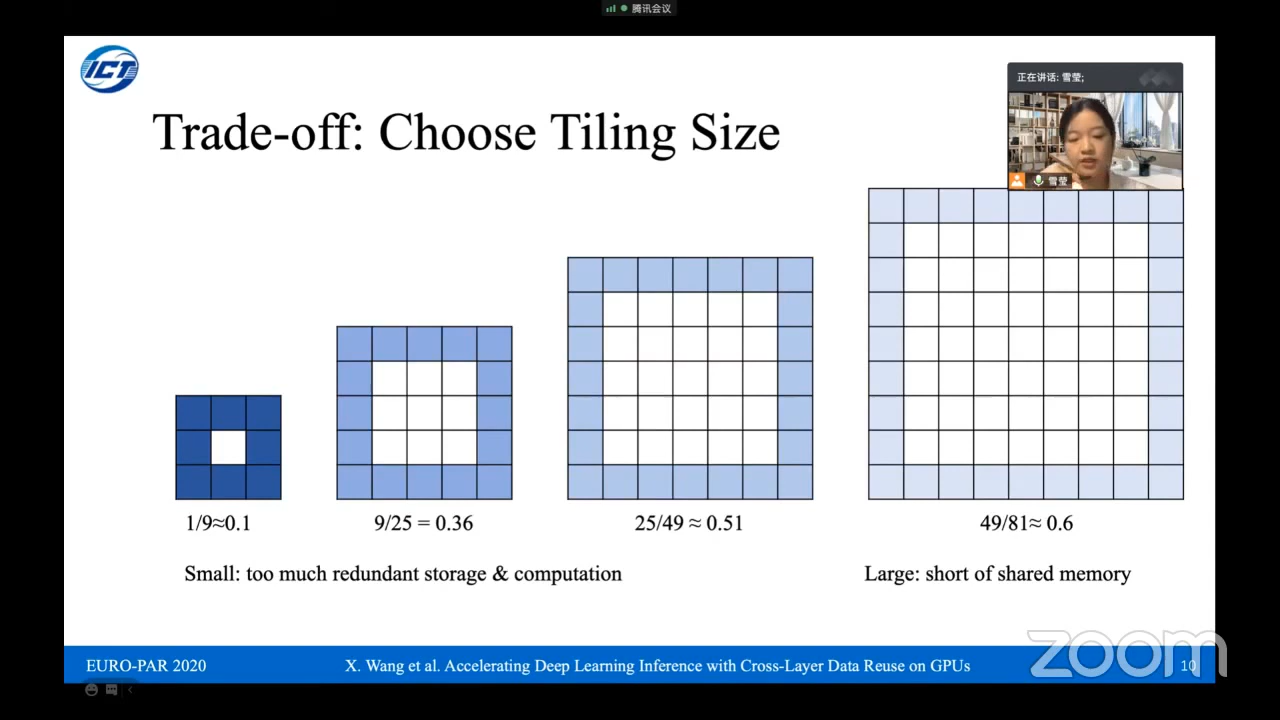 腾讯会议
ICT
正在讲话: 雪莹;
Trade-off: Choose Tiling Size
雪莹
1/9≈0.1
9/25 = 0.36
25/49 ≈ 0.51
49/81≈ 0.6
Small: too much redundant storage & computation
Large: short of shared memory
zoom
EURO-PAR 2020
X. Wang et al. Accelerating Deep Learning Inference with Cross-Layer Data Reuse on GPUs
10